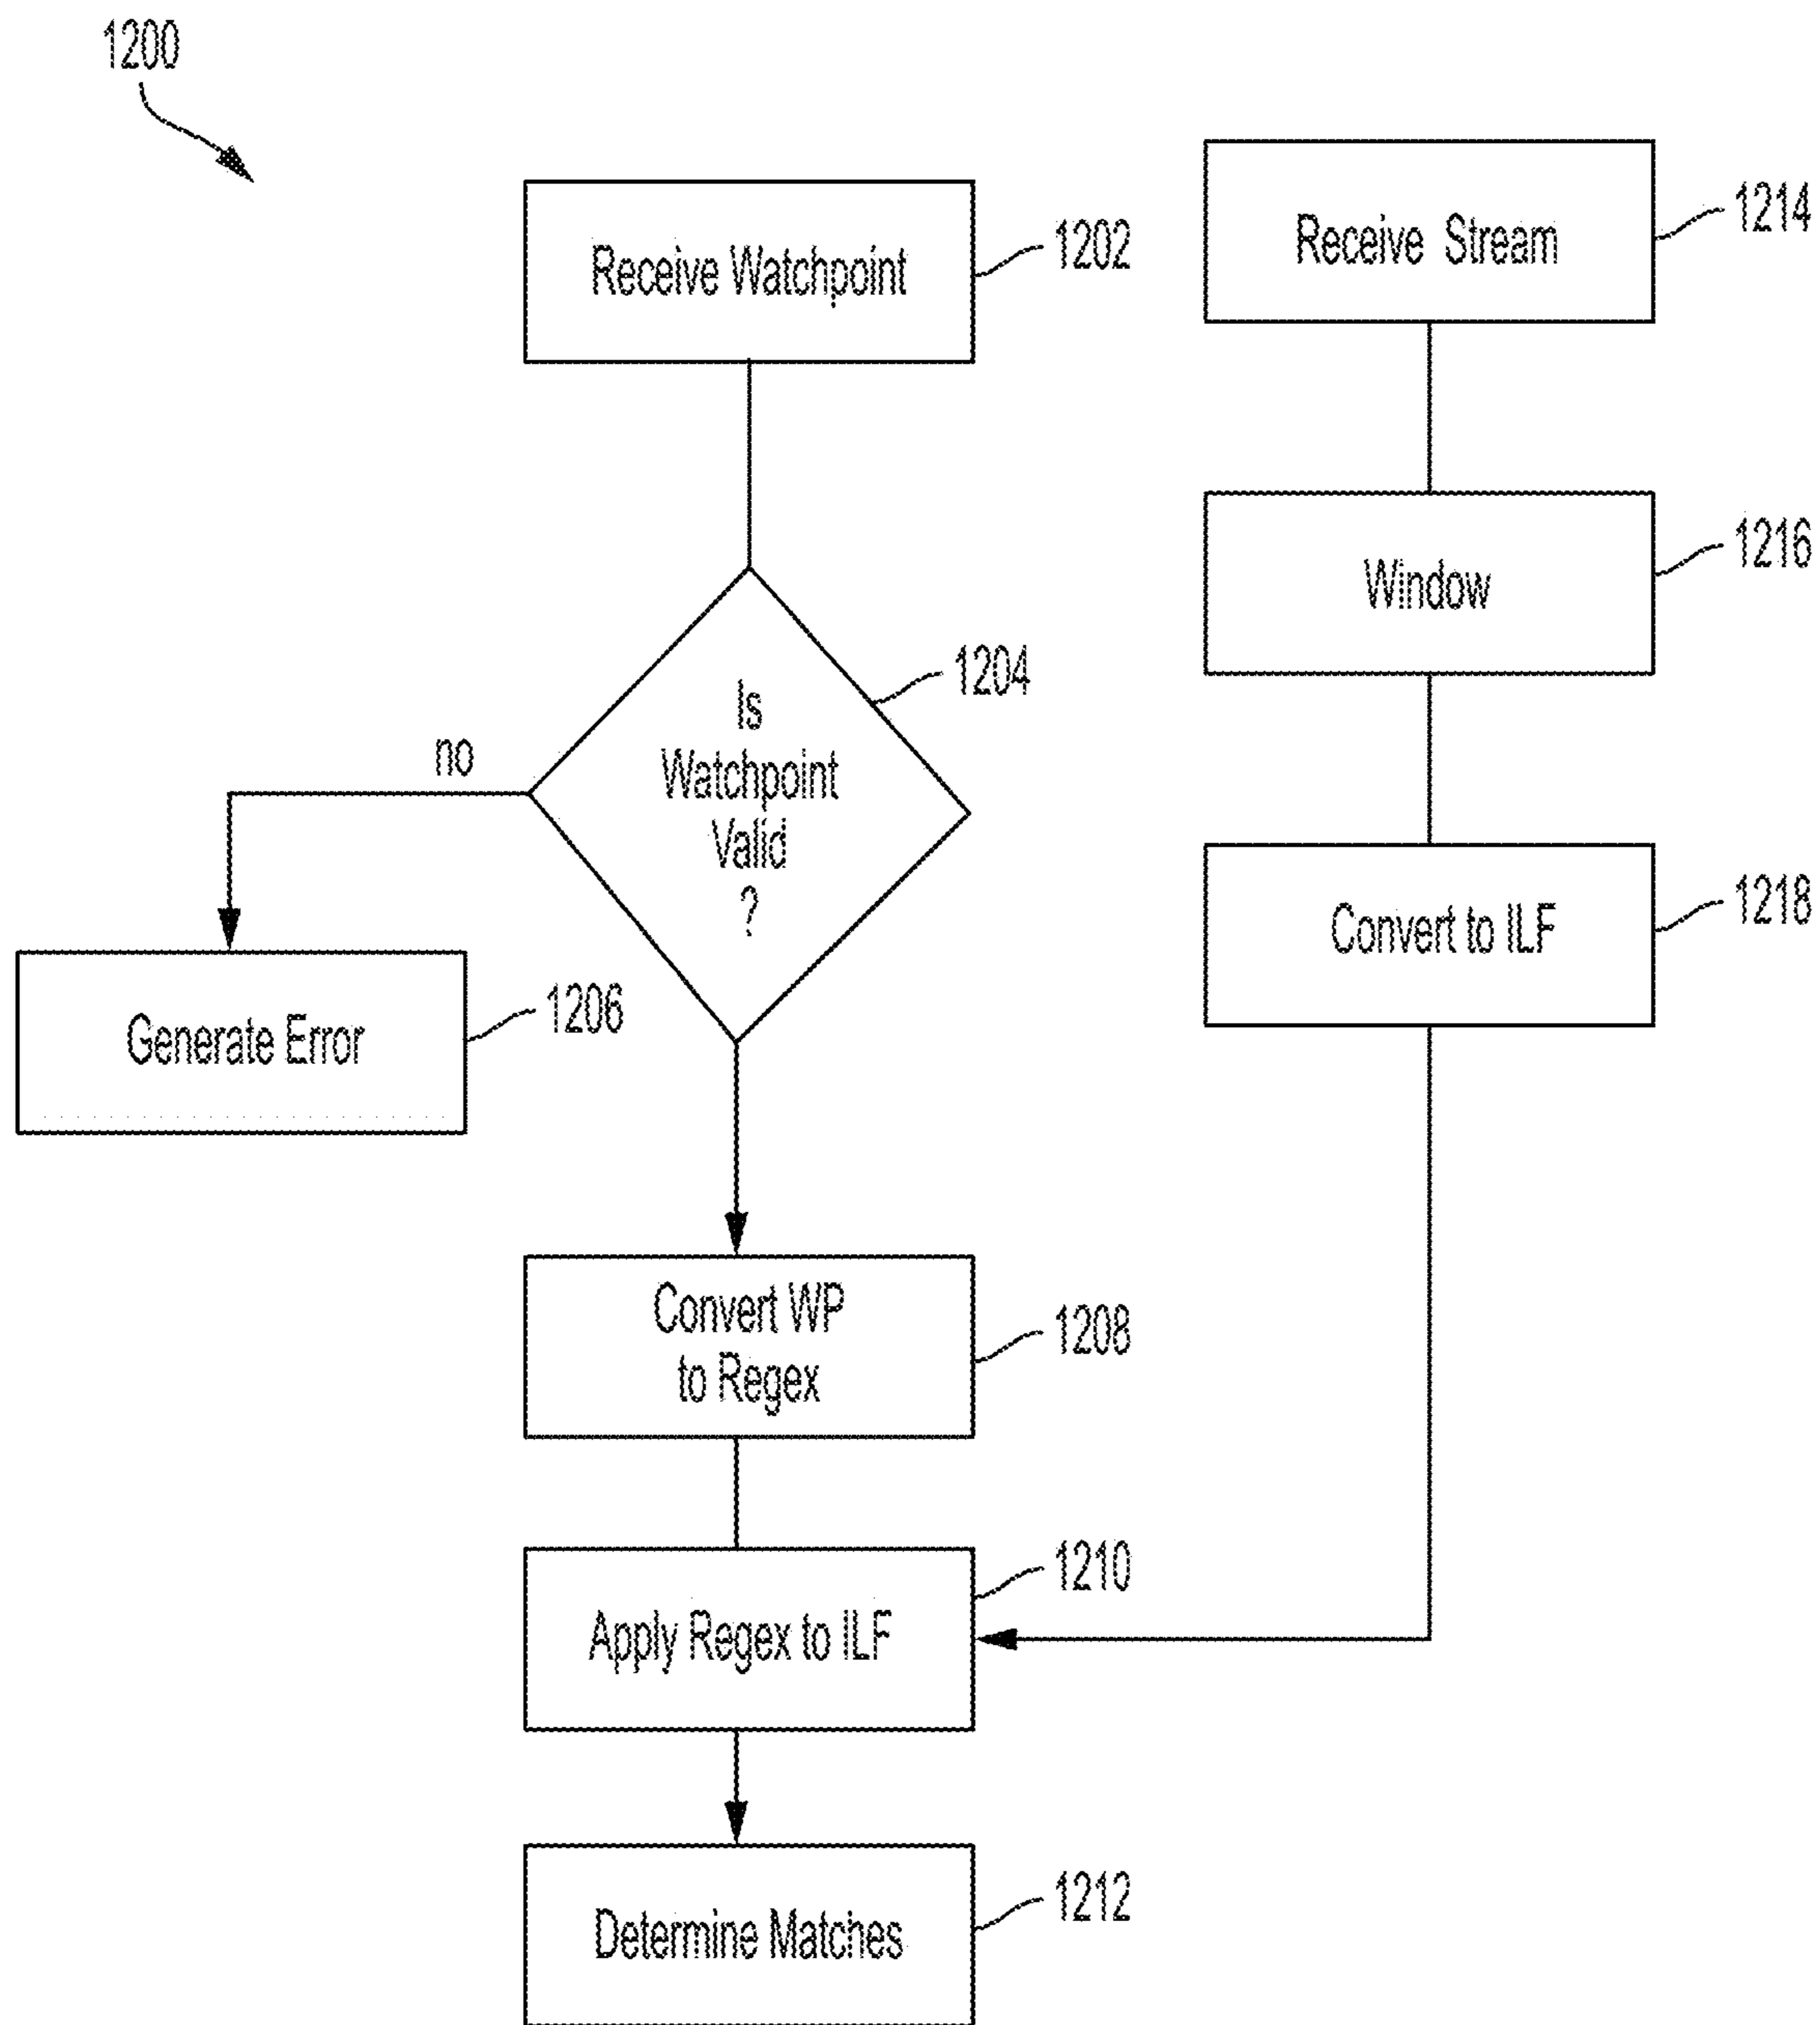 1200
Receive Watchpoint
1202
Is
Watchpoint
Valid
?
1204
no
Generate Error
1206
Convert WP
to Regex
1208
Apply Regex to ILF
1210
Determine Matches
1212
Receive Stream
1214
Window
1216
Convert to ILF
1218